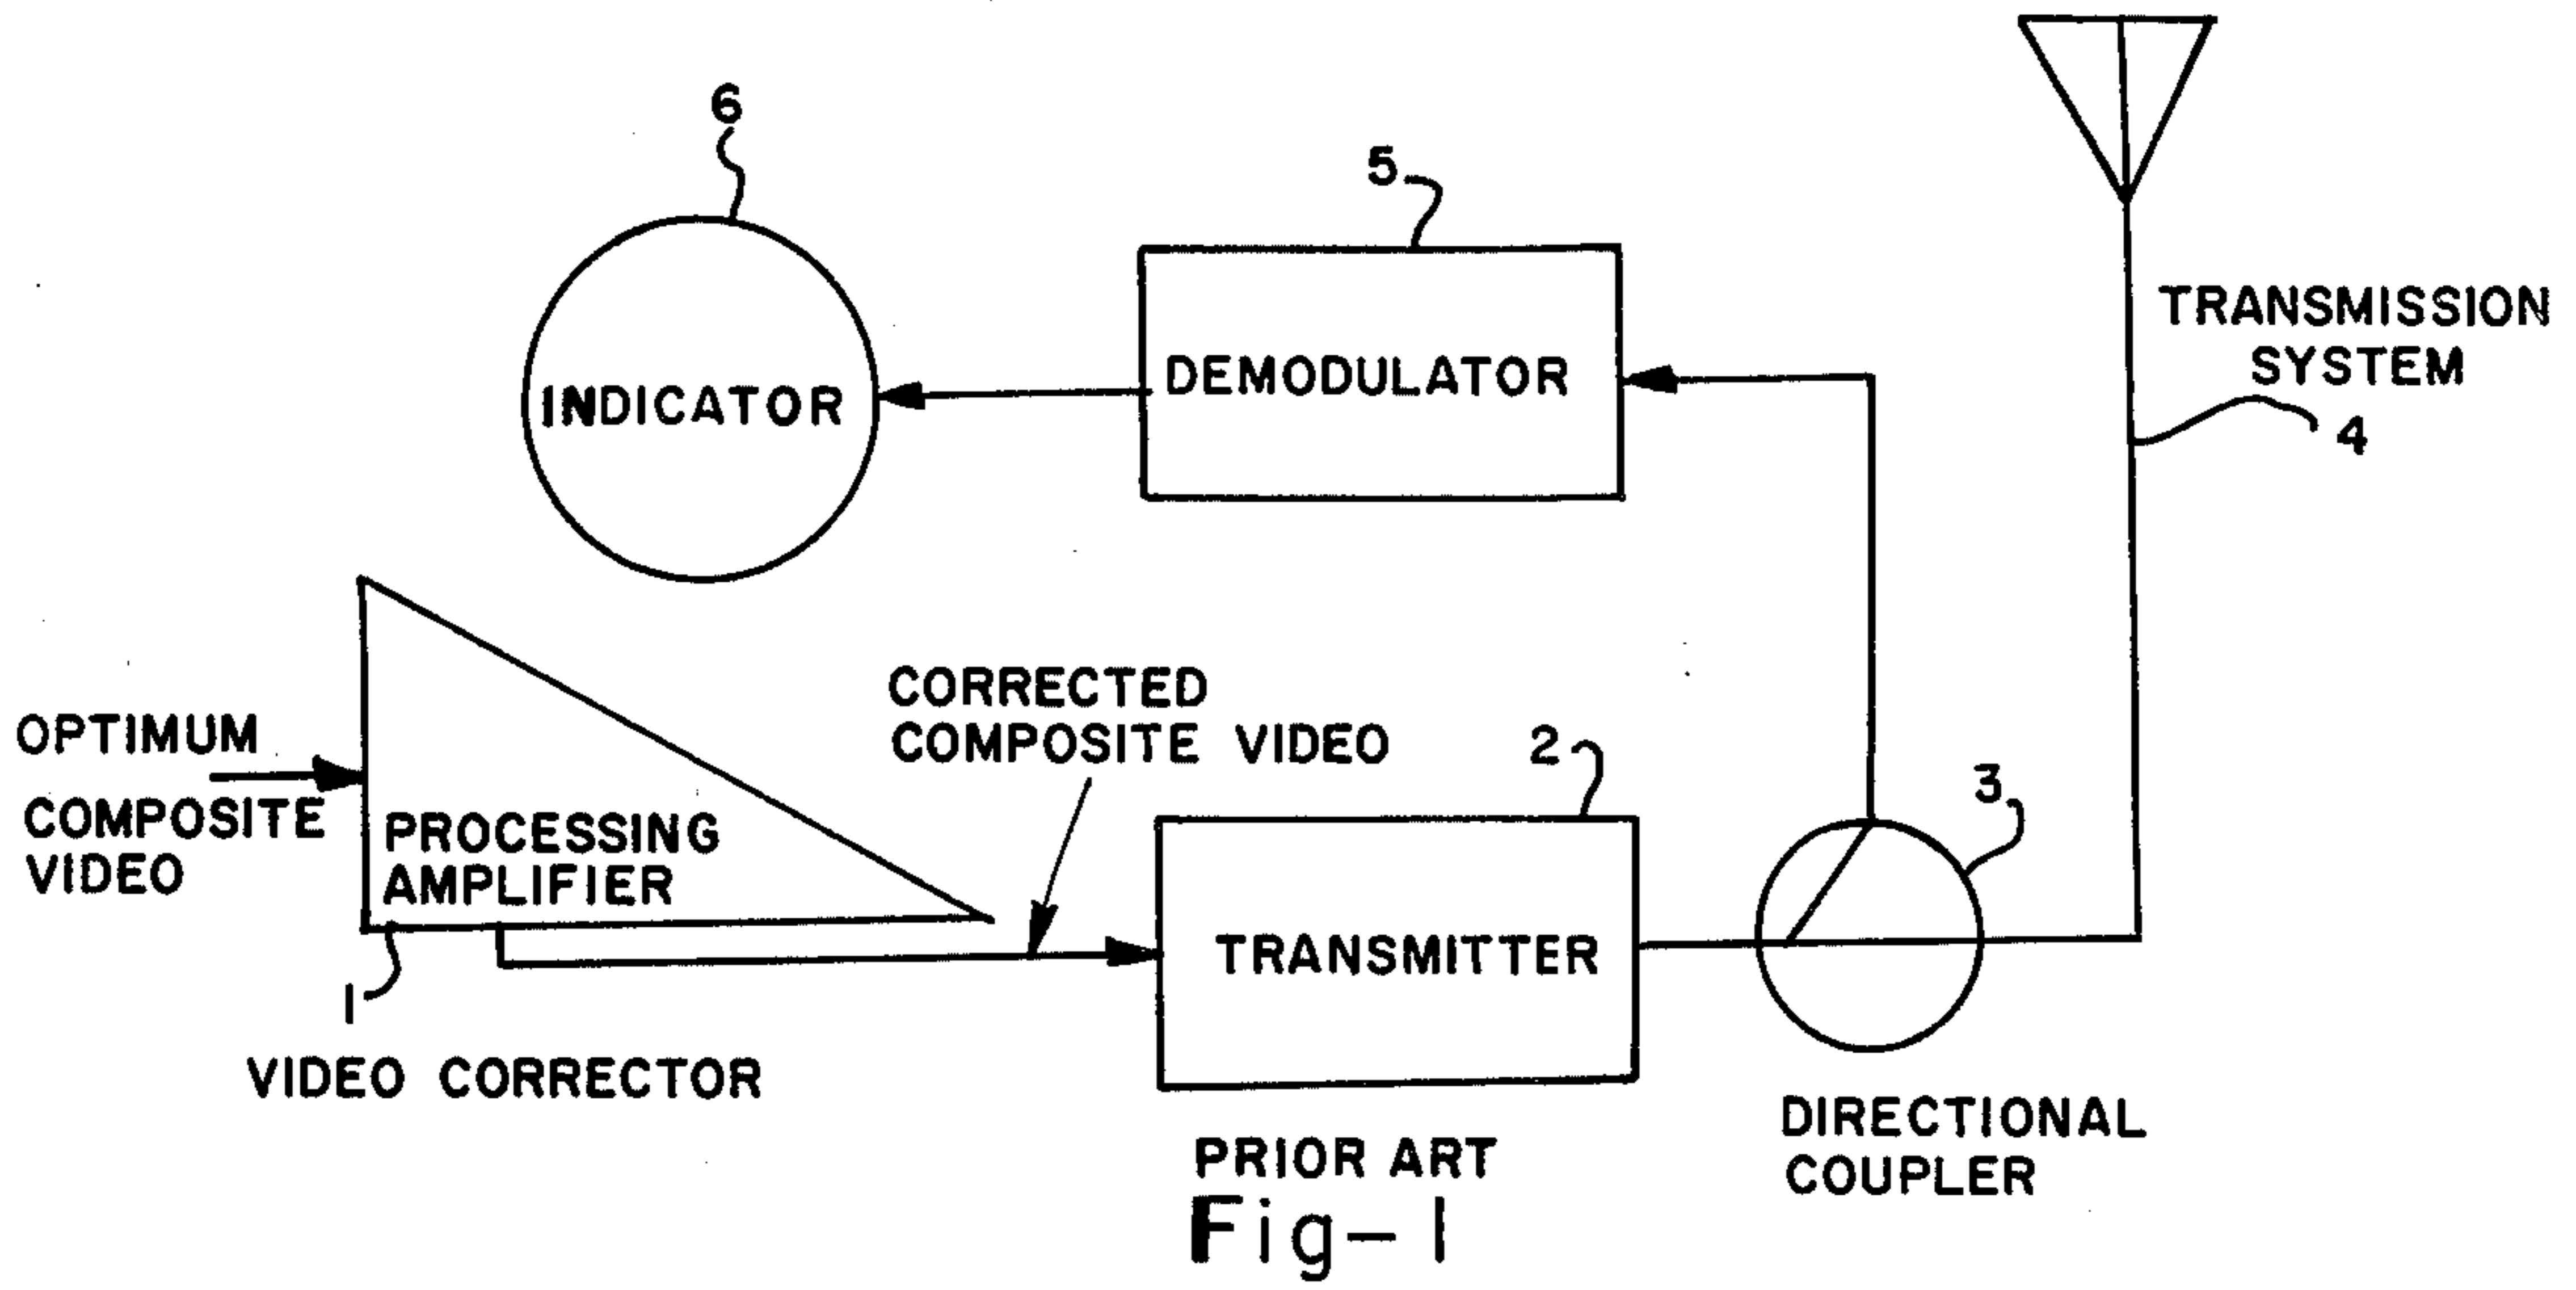 6
5
TRANSMISSION
SYSTEM
4
INDICATOR
DEMODULATOR
OPTIMUM
COMPOSITE
VIDEO
PROCESSING
AMPLIFIER
CORRECTED
COMPOSITE VIDEO
2
3
TRANSMITTER
1
VIDEO CORRECTOR
DIRECTIONAL
COUPLER
PRIOR ART
Fig-1